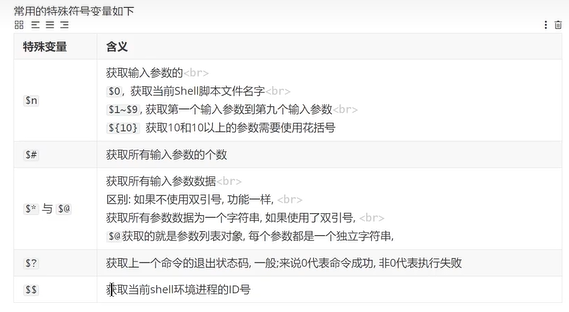 常用的特殊符号变量如下
特殊变量 含义
$n
获取输入参数的<br>
$0, 获取当前Shell脚本文件名字<br>
$1~$9, 获取第一个输入参数到第九个输入参数<br>
${10} 获取10和10以上的参数需要使用花括号
$# 获取所有输入参数的个数
$* 与 $@
获取所有输入参数数据<br>
区别: 如果不使用双引号, 功能一样, <br>
获取所有参数数据为一个字符串, 如果使用了双引号, <br>
$@获取的就是参数列表对象, 每个参数都是一个独立字符串,
$? 获取上一个命令的退出状态码, 一般;来说0代表命令成功, 非0代表执行失败
$$ 获取当前shell环境进程的ID号